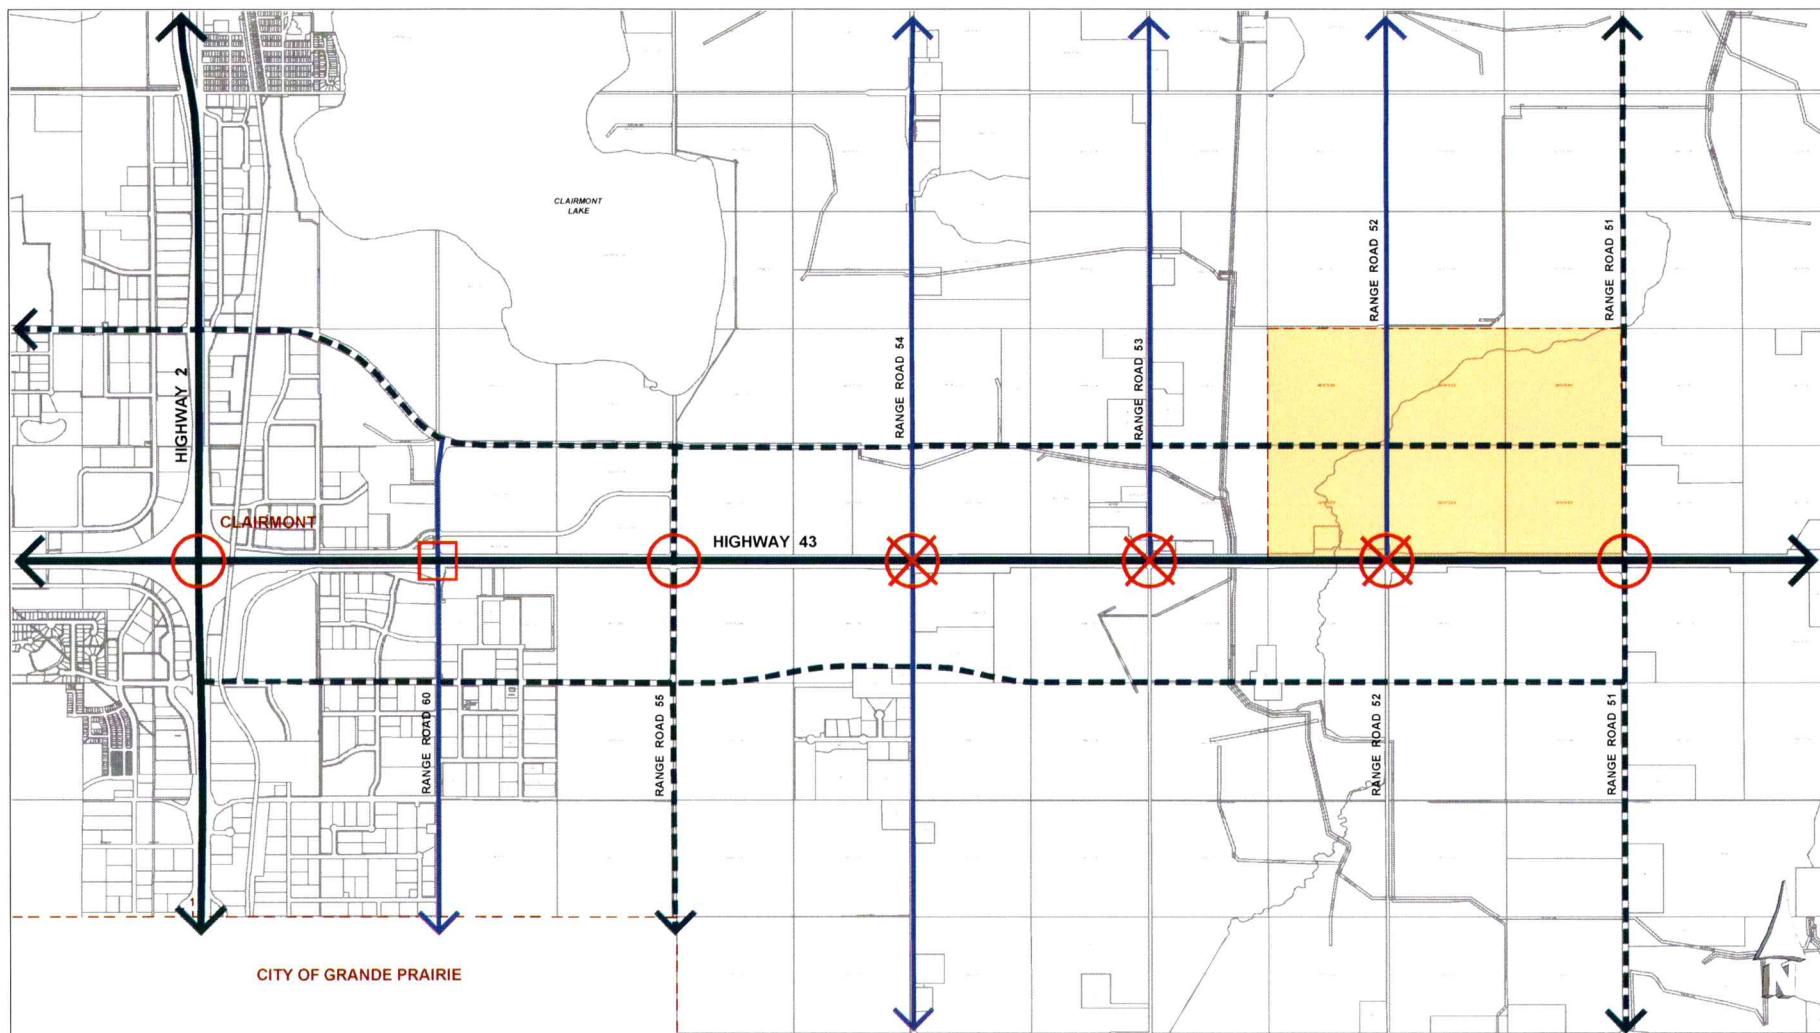 CLAIRMONT
LAKE
RANGE ROAD 52
RANGE ROAD 51
RANGE ROAD 54
RANGE ROAD 53
HIGHWAY 2
CLAIRMONT
HIGHWAY 43
RANGE ROAD 60
RANGE ROAD 55
RANGE ROAD 52
RANGE ROAD 51
CITY OF GRANDE PRAIRIE
N